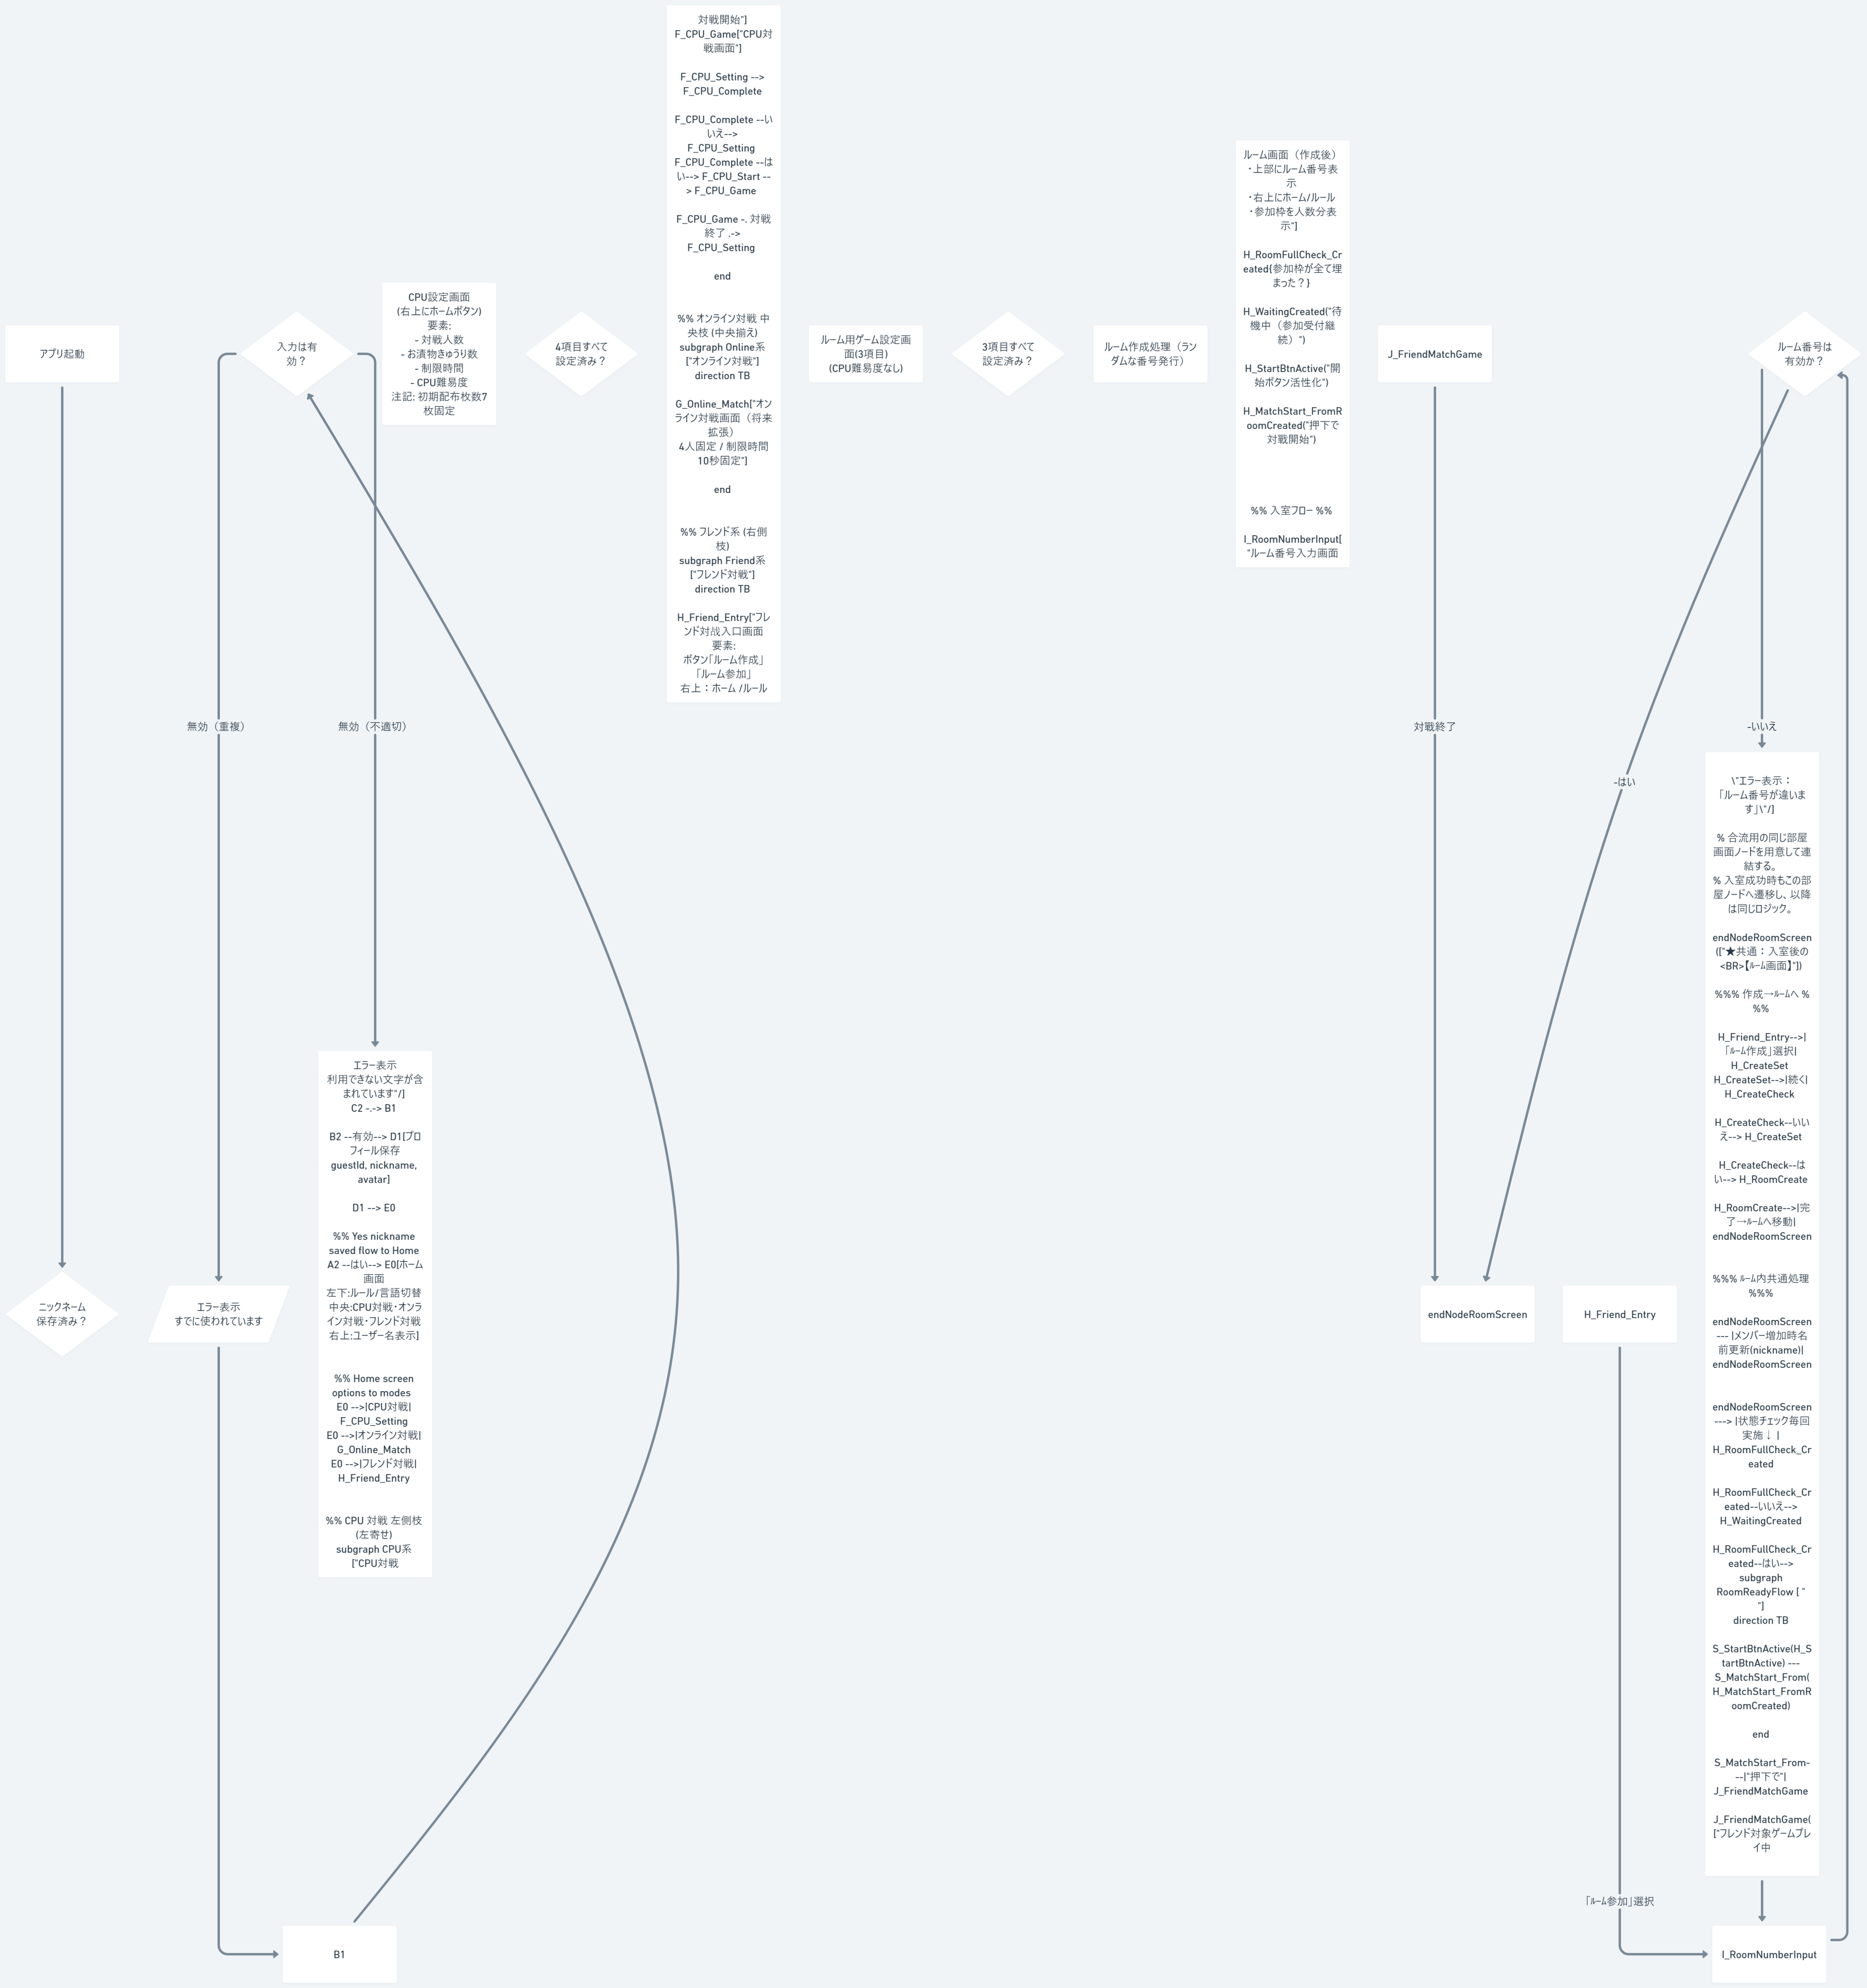 アプリ起動
ニックネーム
保存済み？
入力は有
効？
無効（重複）
無効（不適切）
エラー表示
すでに使われています
B1
エラー表示
利用できない文字が含
まれています"/]
C2 -.-> B1
B2 --有効--> D1[プロ
フィール保存
guestId, nickname,
avatar]
D1 --> E0
%% Yes nickname
saved flow to Home
A2 --はい--> E0[ホーム
画面
左下:ルール/言語切替
中央:CPU対戦・オンラ
イン対戦・フレンド対戦
右上:ユーザー名表示]
%% Home screen
options to modes
E0 -->|CPU対戦|
F_CPU_Setting
E0 -->|オンライン対戦|
G_Online_Match
E0 -->|フレンド対戦|
H_Friend_Entry
%% CPU 対戦 左側枝
(左寄せ)
subgraph CPU系
["CPU対戦
CPU設定画面
(右上にホームボタン)
要素:
- 対戦人数
- お漬物きゅうり数
- 制限時間
- CPU難易度
注記: 初期配布枚数7
枚固定
4項目すべて
設定済み？
対戦開始"]
F_CPU_Game["CPU対
戦画面"]
F_CPU_Setting -->
F_CPU_Complete
F_CPU_Complete --い
いえ-->
F_CPU_Setting
F_CPU_Complete --は
い--> F_CPU_Start --
> F_CPU_Game
F_CPU_Game -. 対戦
終了 .->
F_CPU_Setting
end
%% オンライン対戦 中
央枝 (中央揃え)
subgraph Online系
["オンライン対戦"]
direction TB
G_Online_Match["オン
ライン対戦画面（将来
拡張）
4人固定 / 制限時間
10秒固定"]
end
%% フレンド系 (右側
枝)
subgraph Friend系
["フレンド対戦"]
direction TB
H_Friend_Entry["フレ
ンド対战入口画面
要素:
ボタン「ルーム作成」
「ルーム参加」
右上：ホーム /ルール
ルーム用ゲーム設定画
面(3項目)
(CPU難易度なし)
3項目すべて
設定済み？
ルーム作成処理（ラン
ダムな番号発行）
ルーム画面（作成後）
・上部にルーム番号表
示
・右上にホーム/ルール
・参加枠を人数分表
示"]
H_RoomFullCheck_Cr
eated{参加枠が全て埋
まった？}
H_WaitingCreated("待
機中（参加受付継
続）")
H_StartBtnActive("開
始ボタン活性化")
H_MatchStart_FromR
oomCreated("押下で
対戦開始")
%% 入室フロー %%
I_RoomNumberInput[
"ルーム番号入力画面
J_FriendMatchGame
対戦終了
endNodeRoomScreen
H_Friend_Entry
「ﾙｰﾑ参加」選択
ルーム番号は
有効か？
-いいえ
-はい
\"エラー表示：
「ルーム番号が違いま
す」\"/]
% 合流用の同じ部屋
画面ノードを用意して連
結する。
% 入室成功時もこの部
屋ノードへ遷移し、以降
は同じロジック。
endNodeRoomScreen
(["★共通：入室後の
<BR>【ﾙｰﾑ画面】"])
%%% 作成→ﾙｰﾑへ %
%%
H_Friend_Entry-->|
「ﾙｰﾑ作成」選択|
H_CreateSet
H_CreateSet-->|続く|
H_CreateCheck
H_CreateCheck--いい
え--> H_CreateSet
H_CreateCheck--は
い--> H_RoomCreate
H_RoomCreate-->|完
了→ﾙｰﾑへ移動|
endNodeRoomScreen
%%% ﾙｰﾑ内共通処理
%%%
endNodeRoomScreen
--- |メンバー増加時名
前更新(nickname)|
endNodeRoomScreen
endNodeRoomScreen
---> |状態チェック毎回
実施↓ |
H_RoomFullCheck_Cr
eated
H_RoomFullCheck_Cr
eated--いいえ-->
H_WaitingCreated
H_RoomFullCheck_Cr
eated--はい-->
subgraph
RoomReadyFlow [ "
"]
direction TB
S_StartBtnActive(H_S
tartBtnActive) ---
S_MatchStart_From(
H_MatchStart_FromR
oomCreated)
end
S_MatchStart_From-
--|"押下で"|
J_FriendMatchGame
J_FriendMatchGame(
["フレンド対象ゲームプレ
イ中
I_RoomNumberInput